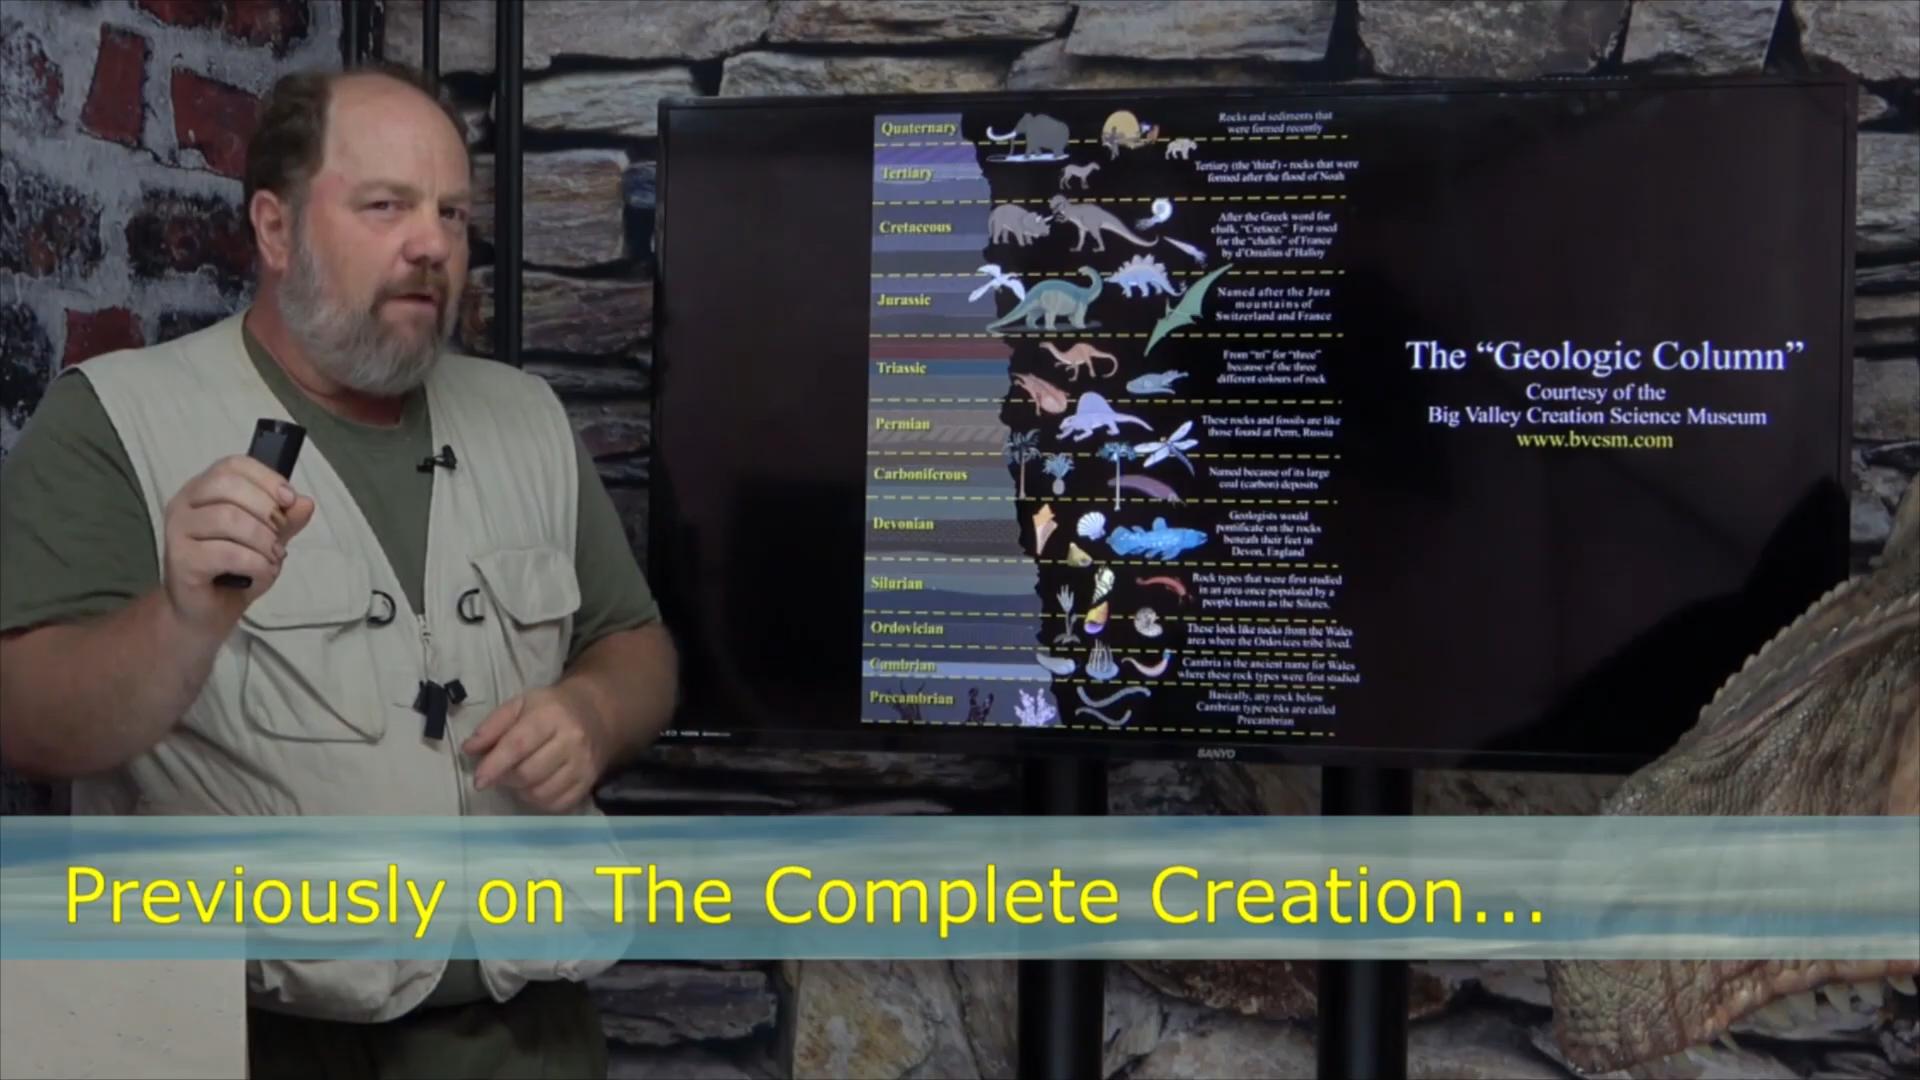 Quaternary
Rocks and sediments that
were formed recently
Tertiary
Tertiary (the 'third') - rocks that were
formed after the flood of Noah
Cretaceous
After the Greek word for
chalk, "Cretace." First used
for the "chalks" of France
by d'Omalius d'Halloy
Jurassic
Named after the Jura
mountains of
Switzerland and France
Triassic
From "tri" for "three"
because of the three
different colours of rock
Permian
These rocks and fossils are like
those found at Perm, Russia
Carboniferous
Named because of its large
coal (carbon) deposits
Devonian
Geologists would
pontificate on the rocks
beneath their feet in
Devon, England
Silurian
Rock types that were first studied
in an area once populated by a
people known as the Silures.
Ordovician
These look like rocks from the Wales
area where the Ordovices tribe lived.
Cambrian
Cambria is the ancient name for Wales
where these rock types were first studied
Precambrian
Basically, any rock below
Cambrian type rocks are called
Precambrian
The "Geologic Column"
Courtesy of the
Big Valley Creation Science Museum
www.bvcsm.com
SANYO
Previously on The Complete Creation...